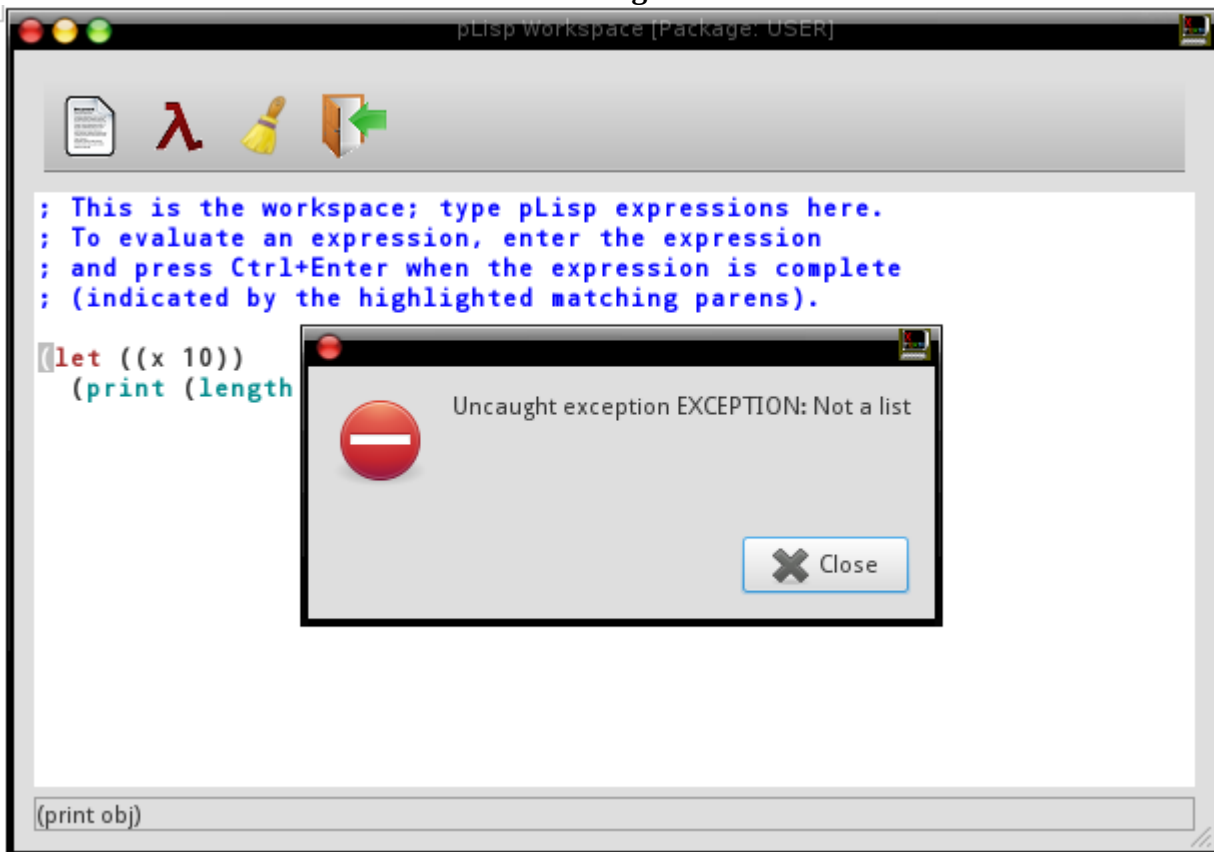 pLisp Workspace [Package: USER]
; This is the workspace; type pLisp expressions here.
; To evaluate an expression, enter the expression
; and press Ctrl+Enter when the expression is complete
; (indicated by the highlighted matching parens).
(let ((x 10))
(print (length
Uncaught exception EXCEPTION: Not a list
Close
(print obj)